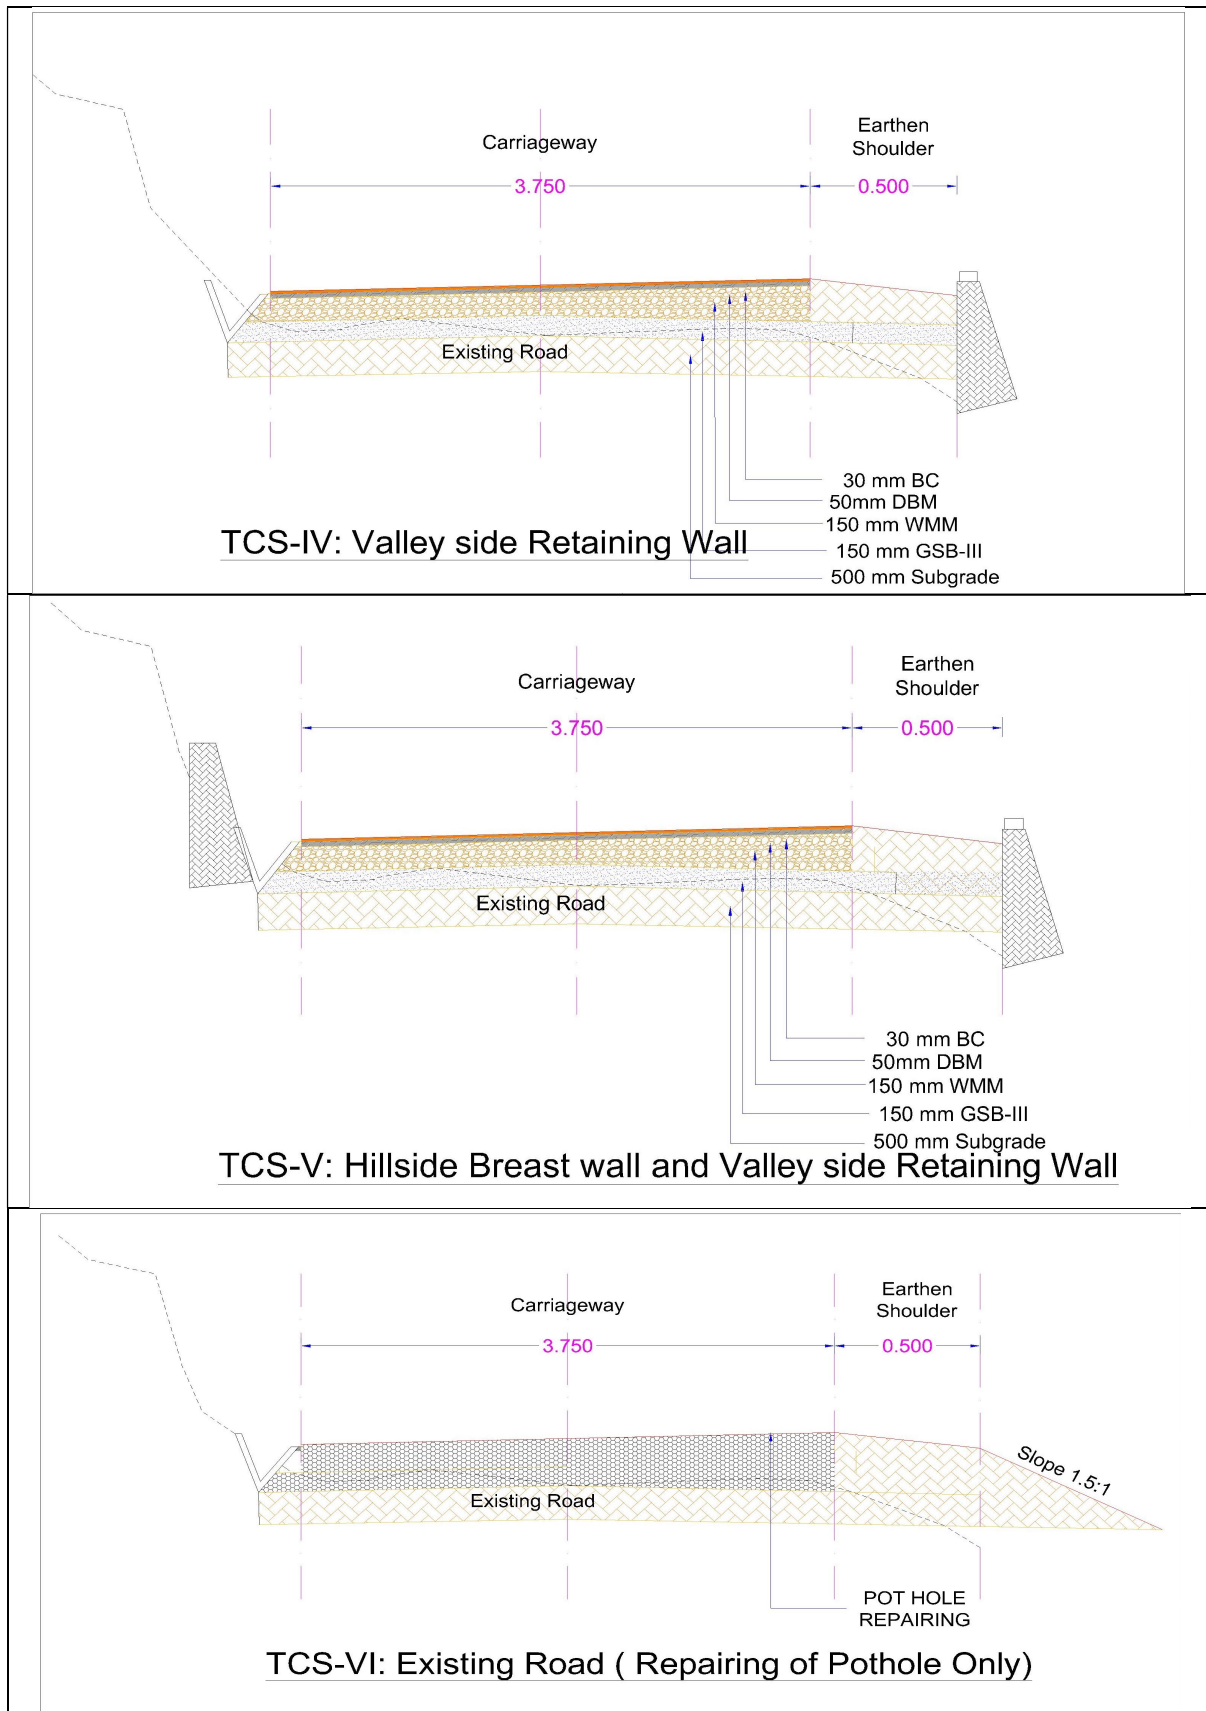 Carriageway
Earthen
Shoulder
3.750
0.500
Existing Road
30 mm BC
50mm DBM
150 mm WMM
150 mm GSB-III
500 mm Subgrade
TCS-IV: Valley side Retaining Wall
Carriageway
Earthen
Shoulder
3.750
0.500
Existing Road
30 mm BC
50mm DBM
150 mm WMM
150 mm GSB-III
500 mm Subgrade
TCS-V: Hillside Breast wall and Valley side Retaining Wall
Carriageway
Earthen
Shoulder
3.750
0.500
Slope 1.5:1
Existing Road
POT HOLE
REPAIRING
TCS-VI: Existing Road ( Repairing of Pothole Only)